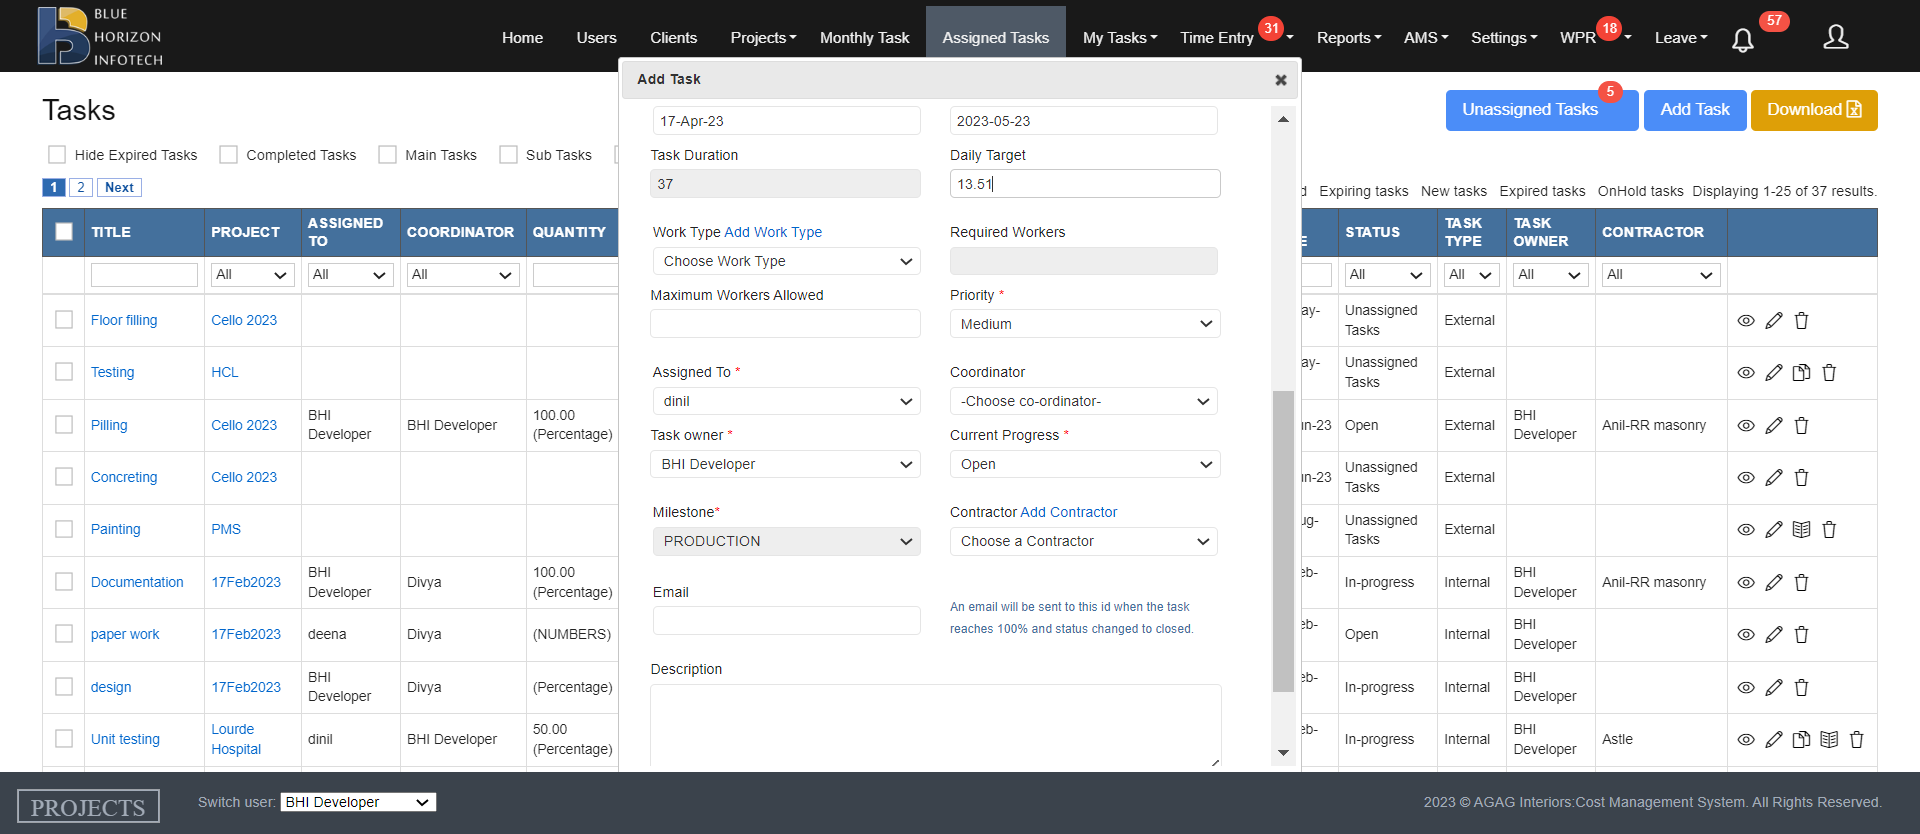 BLUE
HORIZON
INFOTECH
Home Users Clients Projects Monthly Task Assigned Tasks My Tasks Time Entry 31 Reports AMS Settings WPR 18 Leave 57
Add Task
Tasks
Unassigned Tasks 5 Add Task Download
17-Apr-23 2023-05-23
Hide Expired Tasks Completed Tasks Main Tasks Sub Tasks
Task Duration Daily Target
37 13.51
1 2 Next
Expiring tasks New tasks Expired tasks OnHold tasks Displaying 1-25 of 37 results.
TITLE PROJECT ASSIGNED TO COORDINATOR QUANTITY STATUS TASK TYPE TASK OWNER CONTRACTOR
All All All All All All All
Work Type Add Work Type Required Workers
Choose Work Type
Maximum Workers Allowed Priority *
Medium
Assigned To * Coordinator
dinil -Choose co-ordinator-
Task owner * Current Progress *
BHI Developer Open
Milestone* Contractor Add Contractor
PRODUCTION Choose a Contractor
Email
An email will be sent to this id when the task
reaches 100% and status changed to closed.
Description
Floor filling Cello 2023 ay- Unassigned Tasks External
Testing HCL ay- Unassigned Tasks External
Pilling Cello 2023 BHI Developer BHI Developer 100.00 (Percentage) un-23 Open External BHI Developer Anil-RR masonry
Concreting Cello 2023 un-23 Unassigned Tasks External
Painting PMS ug- Unassigned Tasks External
Documentation 17Feb2023 BHI Developer Divya 100.00 (Percentage) eb- In-progress Internal BHI Developer Anil-RR masonry
paper work 17Feb2023 deena Divya (NUMBERS) eb- Open Internal BHI Developer
design 17Feb2023 BHI Developer Divya (Percentage) eb- In-progress Internal BHI Developer
Unit testing Lourde Hospital dinil BHI Developer 50.00 (Percentage) eb- In-progress Internal BHI Developer Astle
PROJECTS
Switch user: BHI Developer
2023 © AGAG Interiors:Cost Management System. All Rights Reserved.